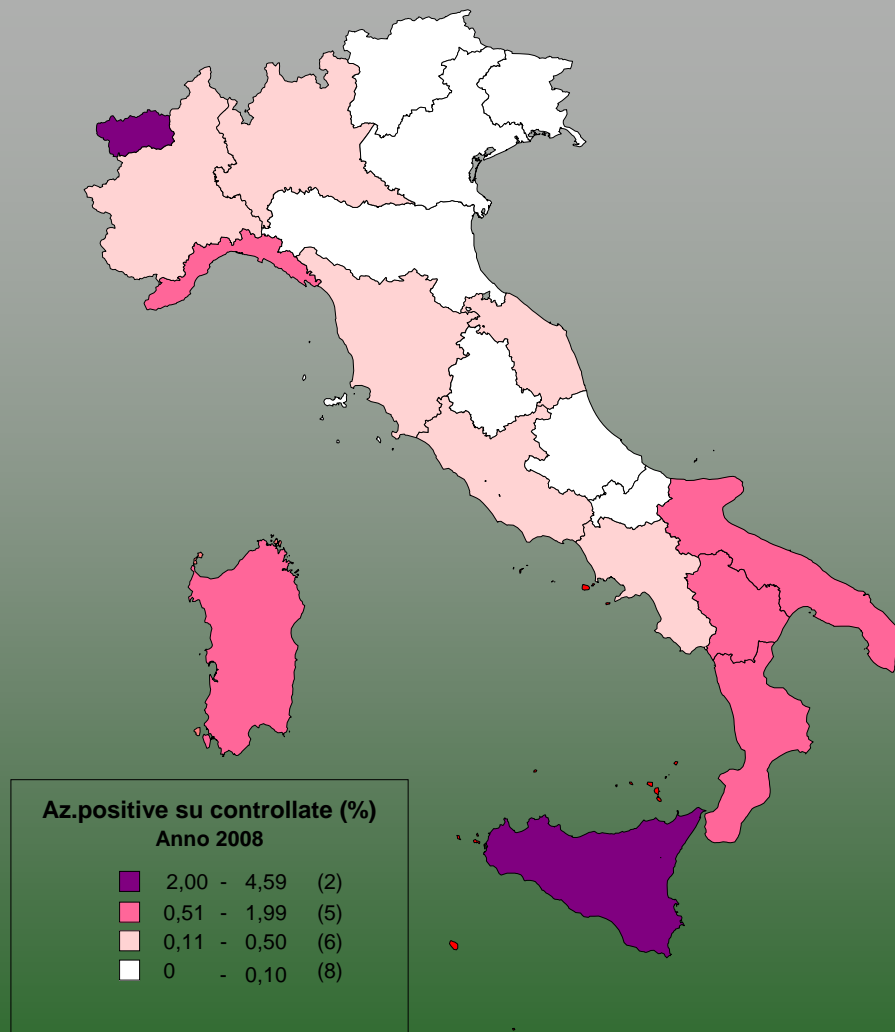 Az.positive su controllate (%)
Anno 2008
2,00 - 4,59 (2)
0,51 - 1,99 (5)
0,11 - 0,50 (6)
0 - 0,10 (8)